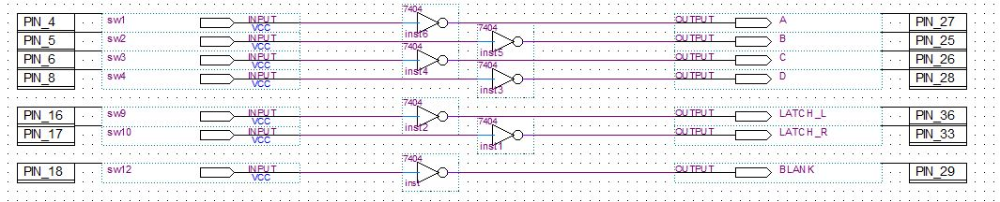 7404
PIN_4 sw1 INPUT VCC inst6 OUTPUT A PIN_27
7404
PIN_5 sw2 INPUT VCC inst5 OUTPUT B PIN_25
7404
PIN_6 sw3 INPUT VCC inst4 OUTPUT C PIN_26
7404
PIN_8 sw4 INPUT VCC inst3 OUTPUT D PIN_28
7404
PIN_16 sw9 INPUT VCC inst2 OUTPUT LATCH_L PIN_36
7404
PIN_17 sw10 INPUT VCC inst1 OUTPUT LATCH_R PIN_33
7404
PIN_18 sw12 INPUT VCC inst OUTPUT BLANK PIN_29